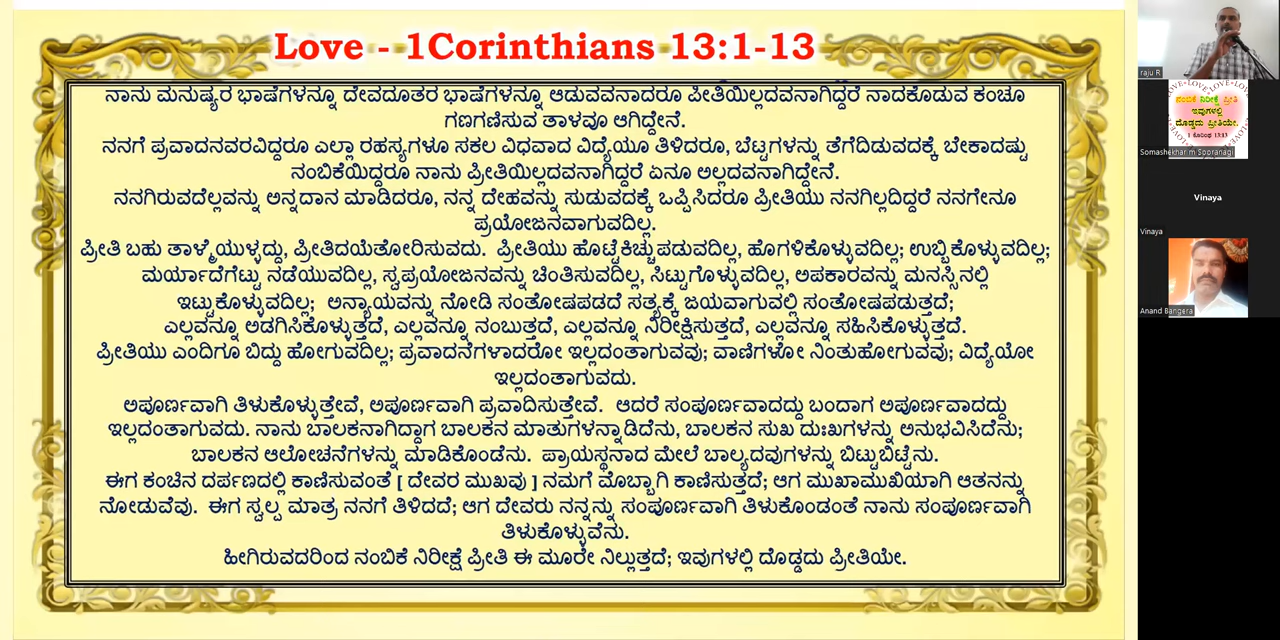 Love - 1Corinthians 13:1-13
ನಾನು ಮನುಷ್ಯರ ಭಾಷೆಗಳನ್ನೂ ದೇವದೂತರ ಭಾಷೆಗಳನ್ನೂ ಆಡುವವನಾದರೂ ಪೀತಿಯಿಲ್ಲದವನಾಗಿದ್ದರೆ ನಾದಕೊಡುವ ಕಂಚೂ
ಗಣಗಣಿಸುವ ತಾಳವೂ ಆಗಿದ್ದೇನೆ.
ನನಗೆ ಪ್ರವಾದನವರವಿದ್ದರೂ ಎಲ್ಲಾ ರಹಸ್ಯಗಳೂ ಸಕಲ ವಿಧವಾದ ವಿದ್ಯೆಯೂ ತಿಳಿದರೂ, ಬೆಟ್ಟಗಳನ್ನು ತೆಗೆದಿಡುವದಕ್ಕೆ ಬೇಕಾದಷ್ಟು
ನಂಬಿಕೆಯಿದ್ದರೂ ನಾನು ಪ್ರೀತಿಯಿಲ್ಲದವನಾಗಿದ್ದರೆ ಏನೂ ಅಲ್ಲದವನಾಗಿದ್ದೇನೆ.
ನನಗಿರುವದೆಲ್ಲವನ್ನು ಅನ್ನದಾನ ಮಾಡಿದರೂ, ನನ್ನ ದೇಹವನ್ನು ಸುಡುವದಕ್ಕೆ ಒಪ್ಪಿಸಿದರೂ ಪ್ರೀತಿಯು ನನಗಿಲ್ಲದಿದ್ದರೆ ನನಗೇನೂ
ಪ್ರಯೋಜನವಾಗುವದಿಲ್ಲ.
ಪ್ರೀತಿ ಬಹು ತಾಳ್ಮೆಯುಳ್ಳದ್ದು, ಪ್ರೀತಿದಯೆತೋರಿಸುವದು. ಪ್ರೀತಿಯು ಹೊಟ್ಟೆಕಿಚ್ಚುಪಡುವದಿಲ್ಲ, ಹೊಗಳಿಕೊಳ್ಳುವದಿಲ್ಲ; ಉಬ್ಬಿಕೊಳ್ಳುವದಿಲ್ಲ;
ಮರ್ಯಾದೆಗೆಟ್ಟು ನಡೆಯುವದಿಲ್ಲ, ಸ್ವಪ್ರಯೋಜನವನ್ನು ಚಿಂತಿಸುವದಿಲ್ಲ, ಸಿಟ್ಟುಗೊಳ್ಳುವದಿಲ್ಲ, ಅಪಕಾರವನ್ನು ಮನಸ್ಸಿನಲ್ಲಿ
ಇಟ್ಟುಕೊಳ್ಳುವದಿಲ್ಲ; ಅನ್ಯಾಯವನ್ನು ನೋಡಿ ಸಂತೋಷಪಡದೆ ಸತ್ಯಕ್ಕೆ ಜಯವಾಗುವಲ್ಲಿ ಸಂತೋಷಪಡುತ್ತದೆ;
ಎಲ್ಲವನ್ನೂ ಅಡಗಿಸಿಕೊಳ್ಳುತ್ತದೆ, ಎಲ್ಲವನ್ನೂ ನಂಬುತ್ತದೆ, ಎಲ್ಲವನ್ನೂ ನಿರೀಕ್ಷಿಸುತ್ತದೆ, ಎಲ್ಲವನ್ನೂ ಸಹಿಸಿಕೊಳ್ಳುತ್ತದೆ.
ಪ್ರೀತಿಯು ಎಂದಿಗೂ ಬಿದ್ದು ಹೋಗುವದಿಲ್ಲ; ಪ್ರವಾದನೆಗಳಾದರೋ ಇಲ್ಲದಂತಾಗುವವು; ವಾಣಿಗಳೋ ನಿಂತುಹೋಗುವವು; ವಿದ್ಯೆಯೋ
ಇಲ್ಲದಂತಾಗುವದು.
ಅಪೂರ್ಣವಾಗಿ ತಿಳುಕೊಳ್ಳುತ್ತೇವೆ, ಅಪೂರ್ಣವಾಗಿ ಪ್ರವಾದಿಸುತ್ತೇವೆ. ಆದರೆ ಸಂಪೂರ್ಣವಾದದ್ದು ಬಂದಾಗ ಅಪೂರ್ಣವಾದದ್ದು
ಇಲ್ಲದಂತಾಗುವದು. ನಾನು ಬಾಲಕನಾಗಿದ್ದಾಗ ಬಾಲಕನ ಮಾತುಗಳನ್ನಾಡಿದೆನು, ಬಾಲಕನ ಸುಖ ದುಃಖಗಳನ್ನು ಅನುಭವಿಸಿದೆನು;
ಬಾಲಕನ ಆಲೋಚನೆಗಳನ್ನು ಮಾಡಿಕೊಂಡೆನು. ಪ್ರಾಯಸ್ಥನಾದ ಮೇಲೆ ಬಾಲ್ಯದವುಗಳನ್ನು ಬಿಟ್ಟುಬಿಟ್ಟೆನು.
ಈಗ ಕಂಚಿನ ದರ್ಪಣದಲ್ಲಿ ಕಾಣಿಸುವಂತೆ [ ದೇವರ ಮುಖವು ] ನಮಗೆ ಮೊಬ್ಬಾಗಿ ಕಾಣಿಸುತ್ತದೆ; ಆಗ ಮುಖಾಮುಖಿಯಾಗಿ ಆತನನ್ನು
ನೋಡುವೆವು. ಈಗ ಸ್ವಲ್ಪ ಮಾತ್ರ ನನಗೆ ತಿಳಿದದೆ; ಆಗ ದೇವರು ನನ್ನನ್ನು ಸಂಪೂರ್ಣವಾಗಿ ತಿಳುಕೊಂಡಂತೆ ನಾನು ಸಂಪೂರ್ಣವಾಗಿ
ತಿಳುಕೊಳ್ಳುವೆನು.
ಹೀಗಿರುವದರಿಂದ ನಂಬಿಕೆ ನಿರೀಕ್ಷೆ ಪ್ರೀತಿ ಈ ಮೂರೇ ನಿಲ್ಲುತ್ತದೆ; ಇವುಗಳಲ್ಲಿ ದೊಡ್ಡದು ಪ್ರೀತಿಯೇ.
raju R
ನಂಬಿಕೆ ನಿರೀಕ್ಷೆ ಪ್ರೀತಿ
ಇವುಗಳಲ್ಲಿ
ದೊಡ್ಡದು ಪ್ರೀತಿಯೇ.
1 ಕೊರಿಂಥ 13:13
Somashekhar m Sooranagi
Vinaya
Vinaya
Anand Bangera